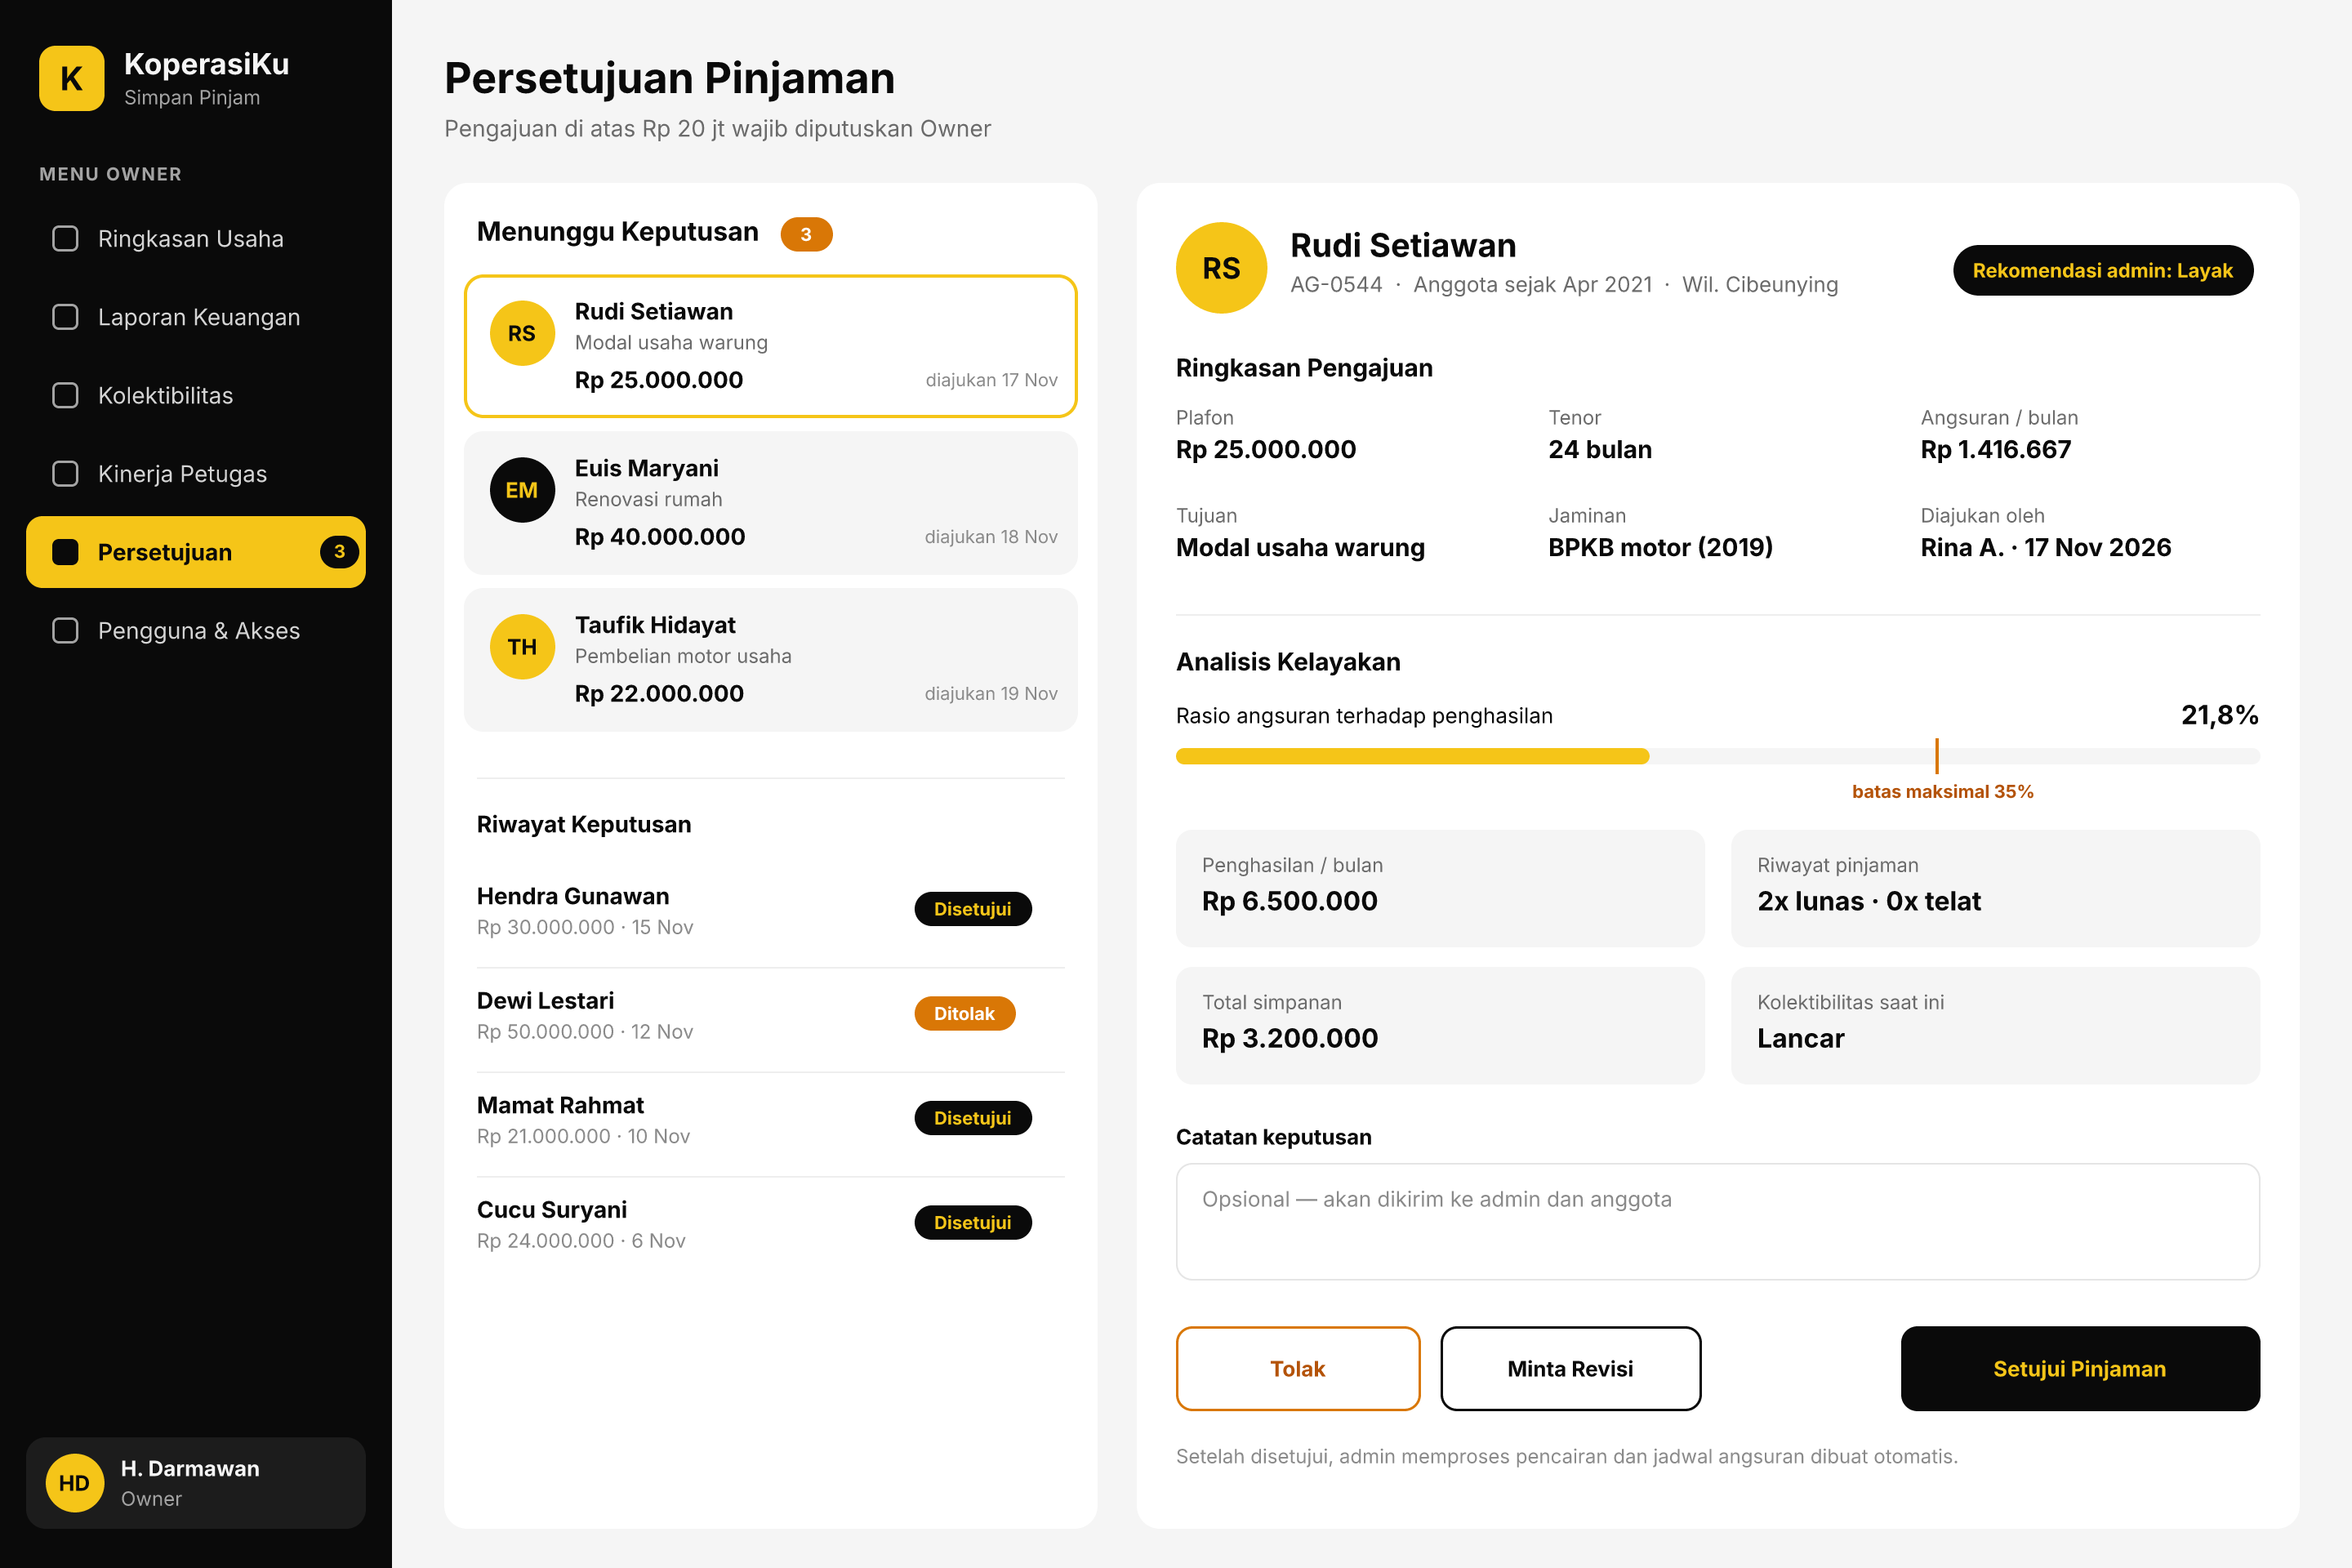 K
KoperasiKu
Simpan Pinjam
MENU OWNER
Ringkasan Usaha
Laporan Keuangan
Kolektibilitas
Kinerja Petugas
Persetujuan
3
Pengguna & Akses
HD
H. Darmawan
Owner
Persetujuan Pinjaman
Pengajuan di atas Rp 20 jt wajib diputuskan Owner
Menunggu Keputusan
3
RS
Rudi Setiawan
Modal usaha warung
Rp 25.000.000
diajukan 17 Nov
EM
Euis Maryani
Renovasi rumah
Rp 40.000.000
diajukan 18 Nov
TH
Taufik Hidayat
Pembelian motor usaha
Rp 22.000.000
diajukan 19 Nov
Riwayat Keputusan
Hendra Gunawan
Rp 30.000.000 · 15 Nov
Disetujui
Dewi Lestari
Rp 50.000.000 · 12 Nov
Ditolak
Mamat Rahmat
Rp 21.000.000 · 10 Nov
Disetujui
Cucu Suryani
Rp 24.000.000 · 6 Nov
Disetujui
RS
Rudi Setiawan
AG-0544 · Anggota sejak Apr 2021 · Wil. Cibeunying
Rekomendasi admin: Layak
Ringkasan Pengajuan
Plafon
Rp 25.000.000
Tenor
24 bulan
Angsuran / bulan
Rp 1.416.667
Tujuan
Modal usaha warung
Jaminan
BPKB motor (2019)
Diajukan oleh
Rina A. · 17 Nov 2026
Analisis Kelayakan
Rasio angsuran terhadap penghasilan
21,8%
batas maksimal 35%
Penghasilan / bulan
Rp 6.500.000
Riwayat pinjaman
2x lunas · 0x telat
Total simpanan
Rp 3.200.000
Kolektibilitas saat ini
Lancar
Catatan keputusan
Opsional — akan dikirim ke admin dan anggota
Tolak
Minta Revisi
Setujui Pinjaman
Setelah disetujui, admin memproses pencairan dan jadwal angsuran dibuat otomatis.